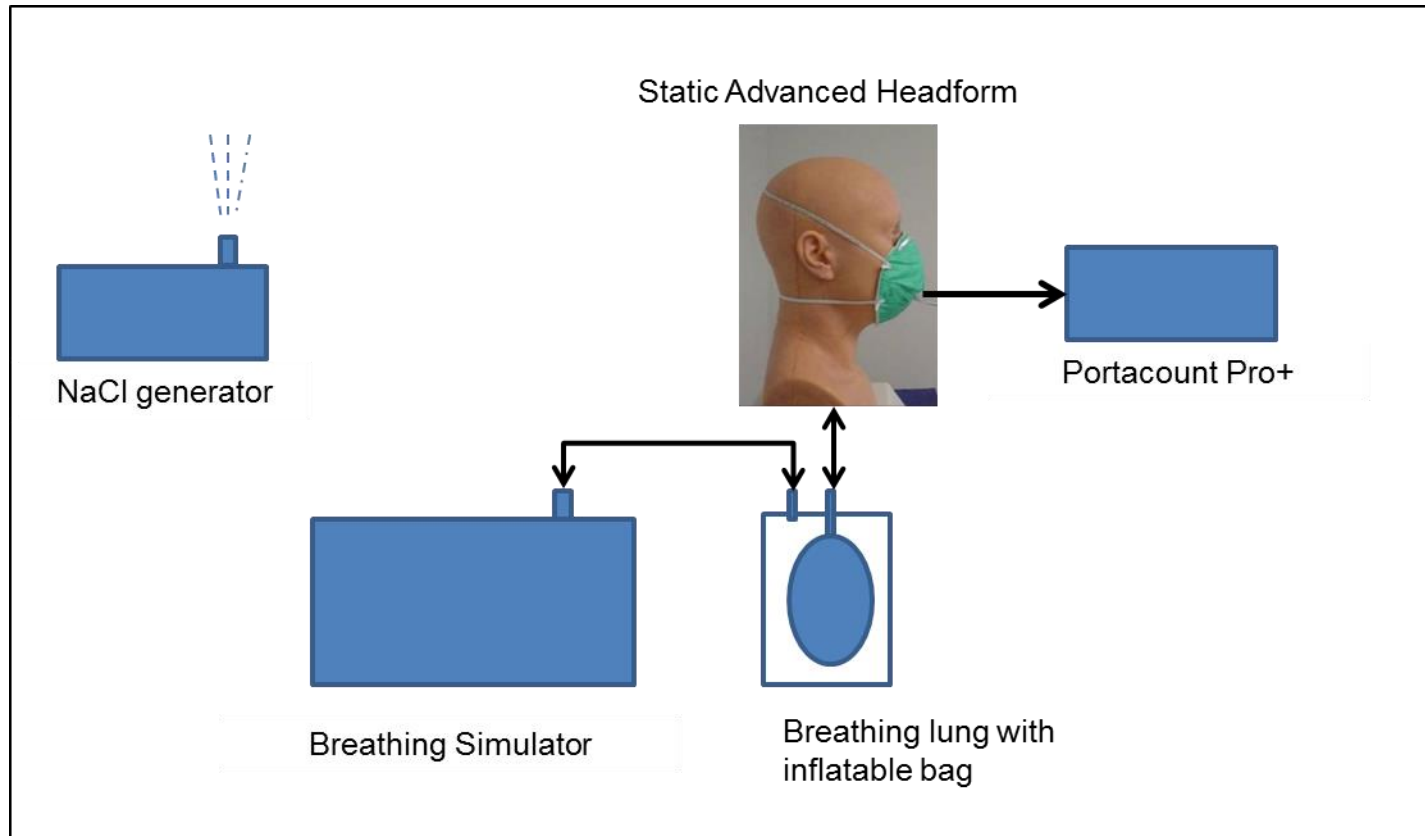 Static Advanced Headform
NaCl generator
Portacount Pro+
Breathing Simulator
Breathing lung with
inflatable bag